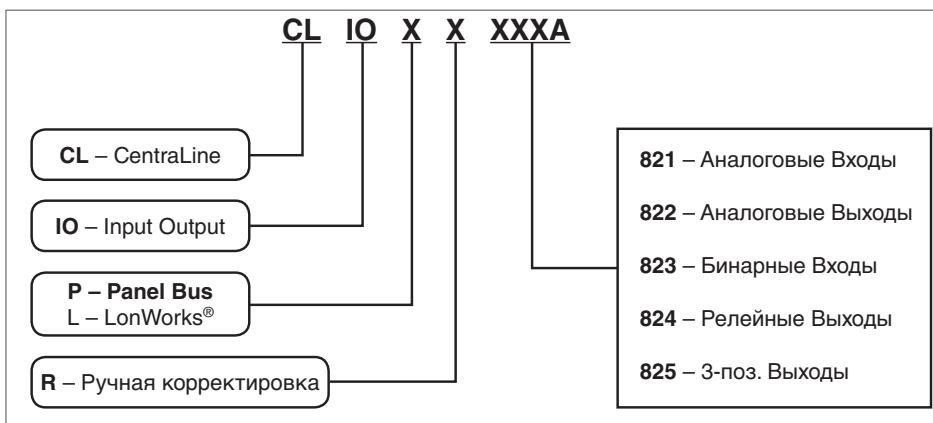 CL IO X X XXXA
CL – CentraLine
IO – Input Output
P – Panel Bus
L – LonWorks®
R – Ручная корректировка
821 – Аналоговые Входы
822 – Аналоговые Выходы
823 – Бинарные Входы
824 – Релейные Выходы
825 – 3-поз. Выходы